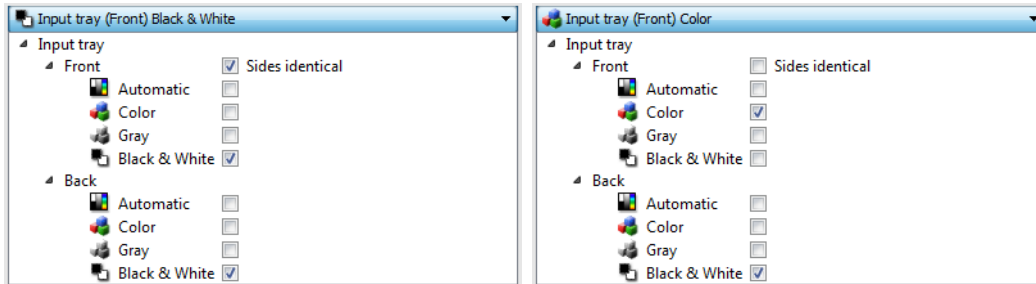 Input tray (Front) Black & White
Input tray
Front Sides identical
Automatic
Color
Gray
Black & White
Back
Automatic
Color
Gray
Black & White
Input tray (Front) Color
Input tray
Front Sides identical
Automatic
Color
Gray
Black & White
Back
Automatic
Color
Gray
Black & White